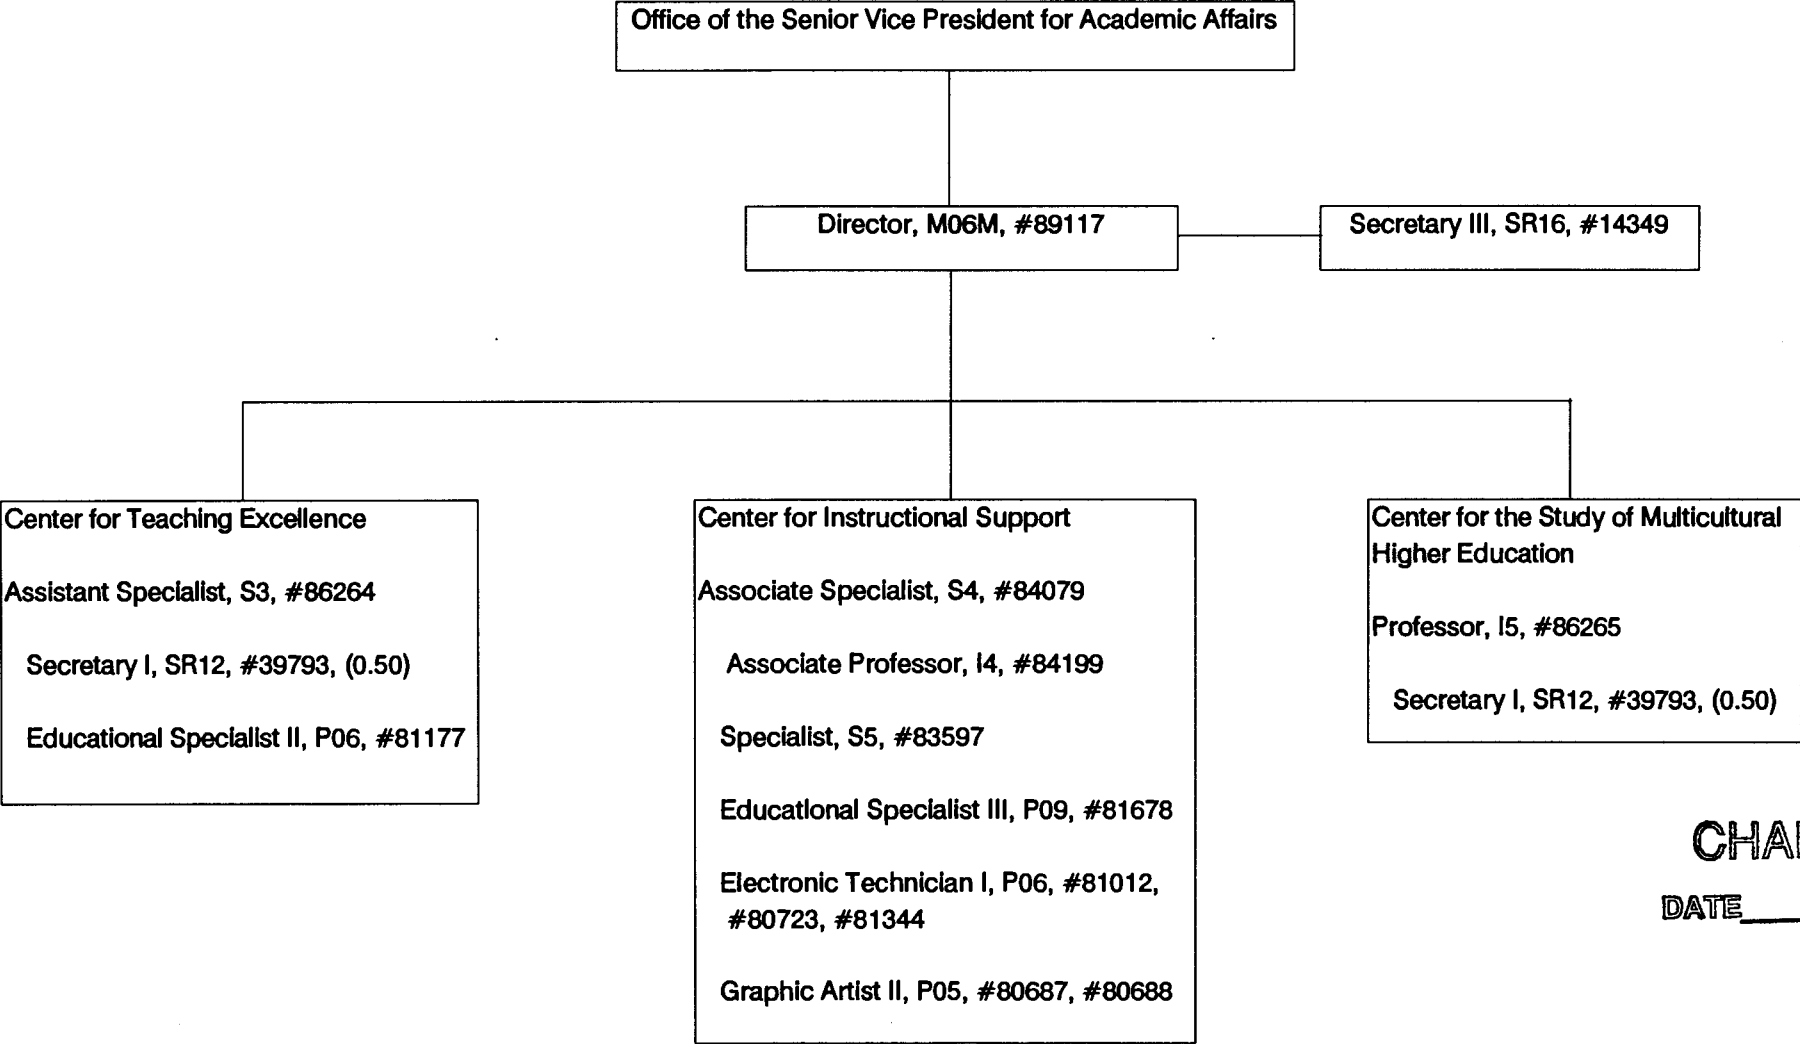 Office of the Senior Vice President for Academic Affairs
Director, M06M, #89117
Secretary III, SR16, #14349
Center for Teaching Excellence
Assistant Specialist, S3, #86264
Secretary I, SR12, #39793, (0.50)
Educational Specialist II, P06, #81177
Center for Instructional Support
Associate Specialist, S4, #84079
Associate Professor, I4, #84199
Specialist, S5, #83597
Educational Specialist III, P09, #81678
Electronic Technician I, P06, #81012,
#80723, #81344
Graphic Artist II, P05, #80687, #80688
Center for the Study of Multicultural
Higher Education
Professor, I5, #86265
Secretary I, SR12, #39793, (0.50)
DATE